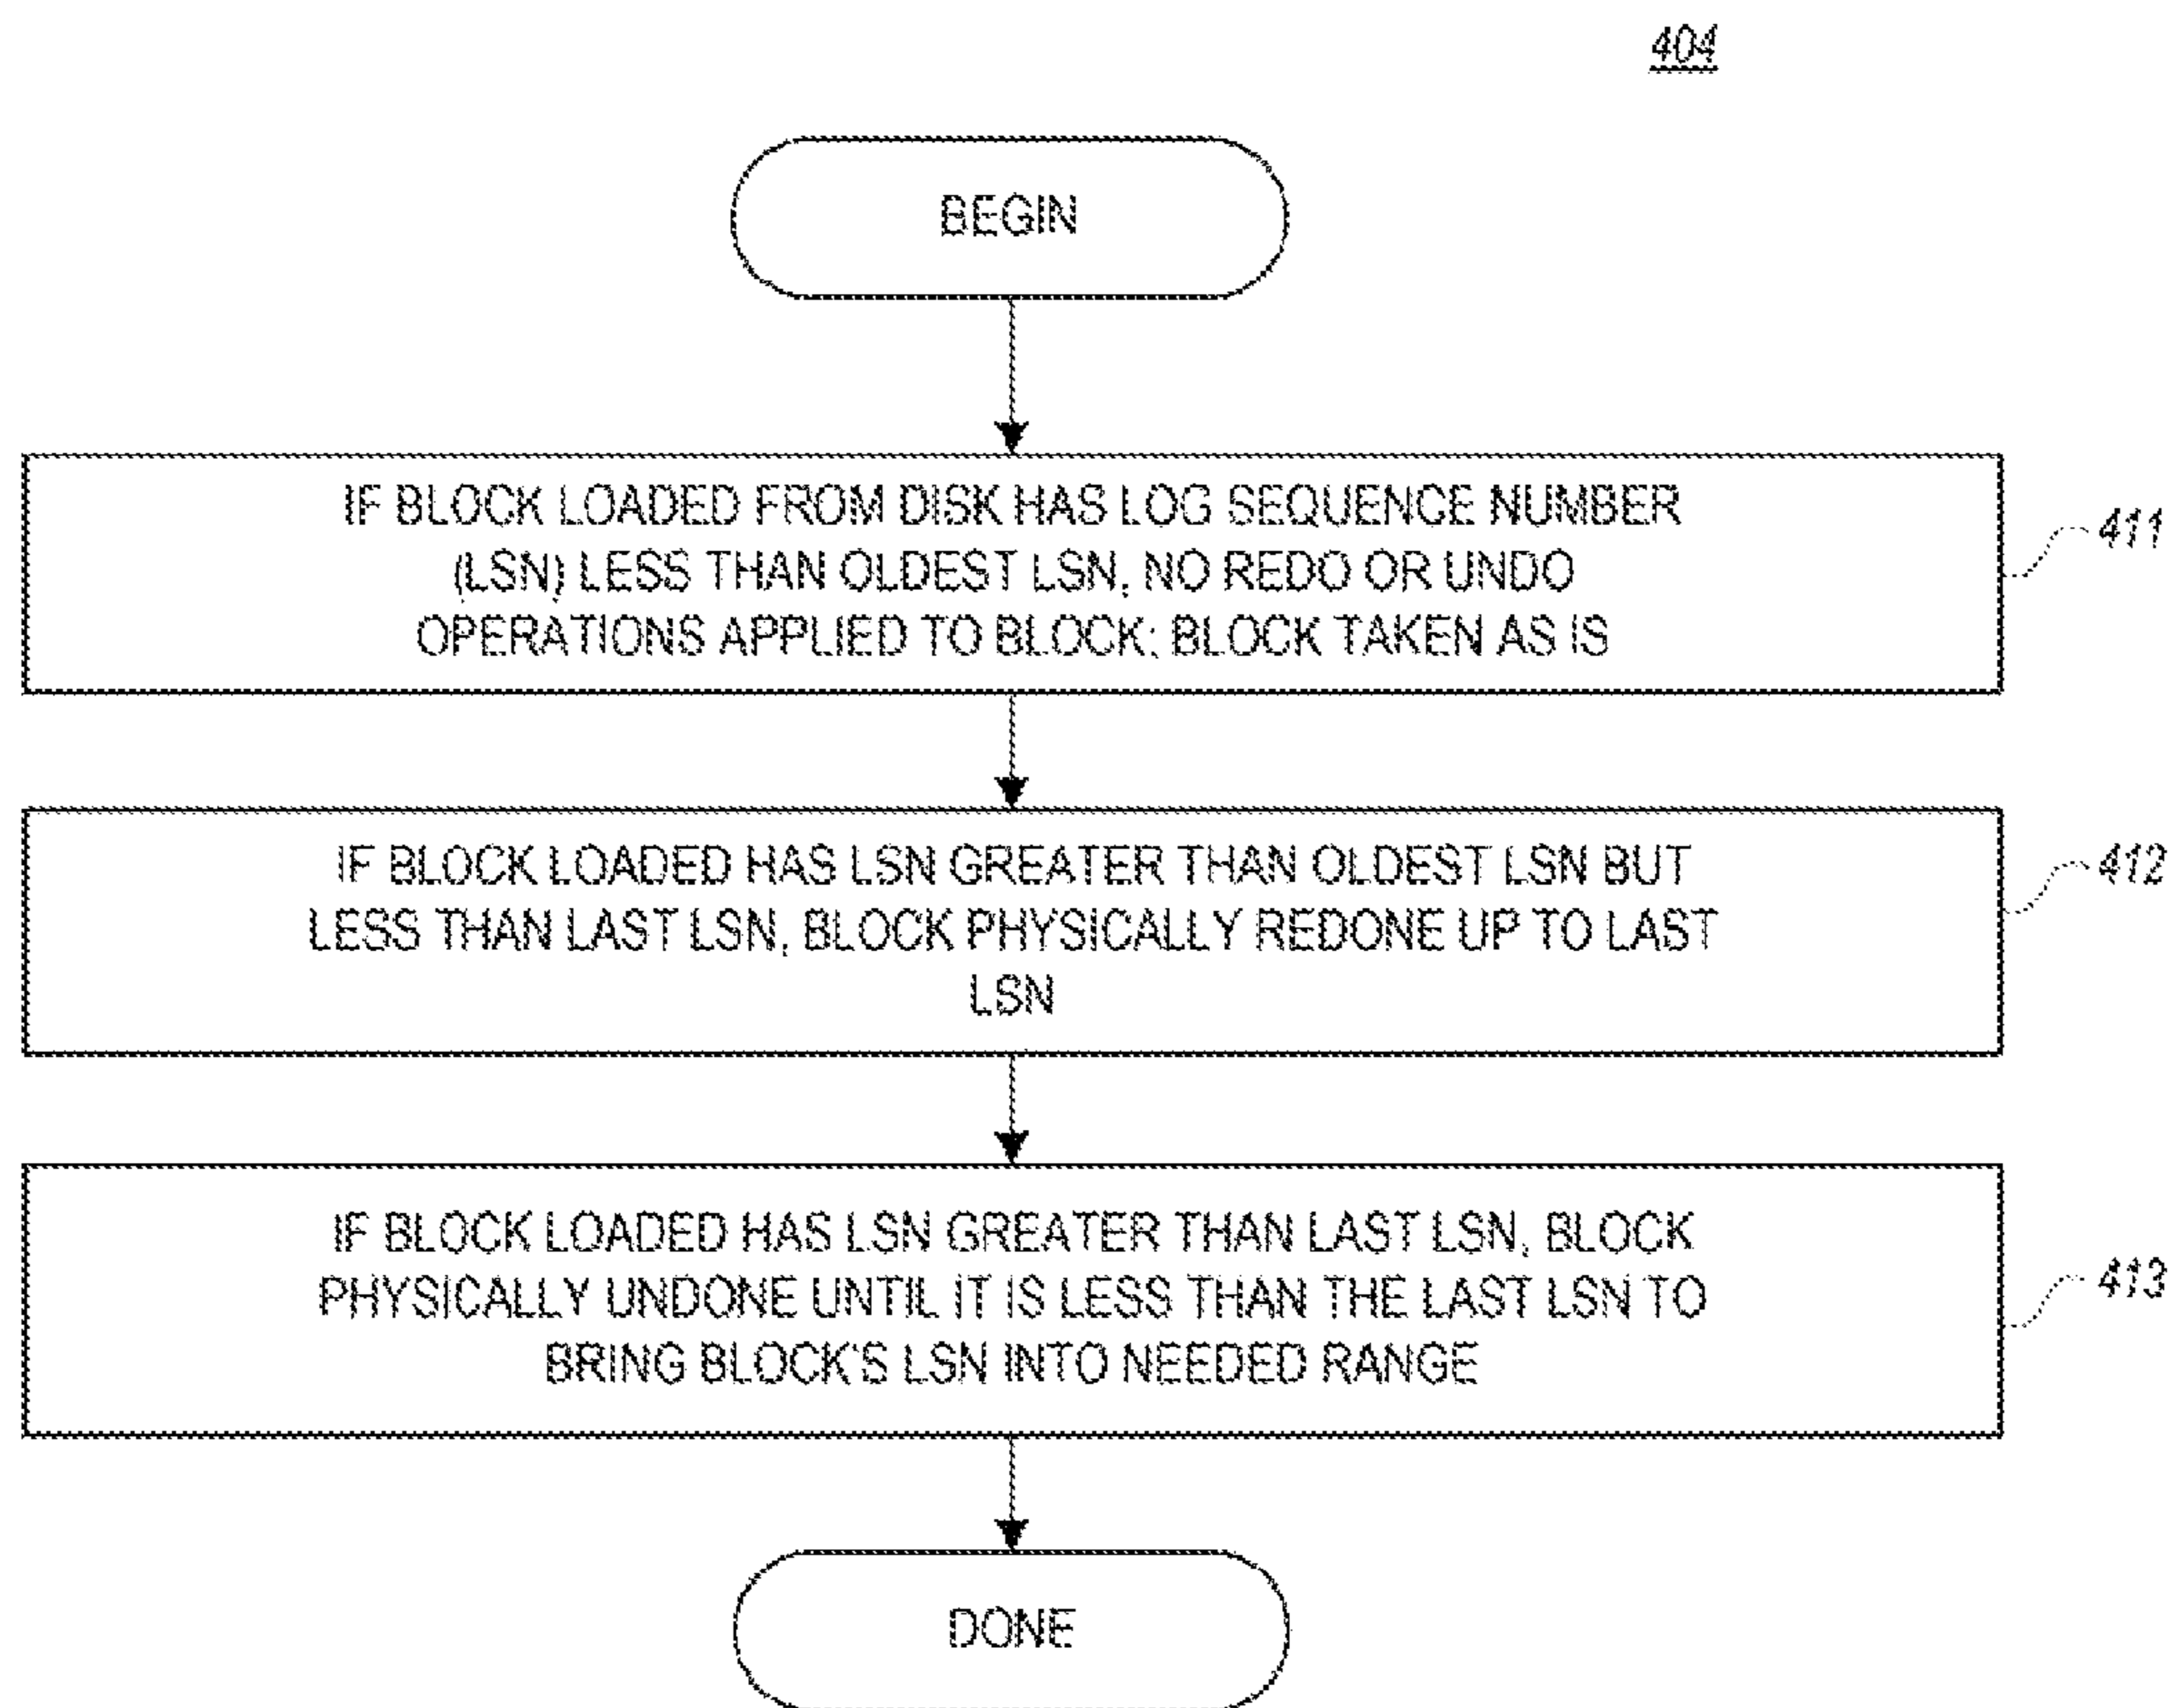 404
BEGIN
IF BLOCK LOADED FROM DISK HAS LOG SEQUENCE NUMBER
(LSN) LESS THAN OLDEST LSN, NO REDO OR UNDO
OPERATIONS APPLIED TO BLOCK; BLOCK TAKEN AS IS
411
IF BLOCK LOADED HAS LSN GREATER THAN OLDEST LSN BUT
LESS THAN LAST LSN, BLOCK PHYSICALLY REDONE UP TO LAST
LSN
412
IF BLOCK LOADED HAS LSN GREATER THAN LAST LSN, BLOCK
PHYSICALLY UNDONE UNTIL IT IS LESS THAN THE LAST LSN TO
BRING BLOCK'S LSN INTO NEEDED RANGE
413
DONE